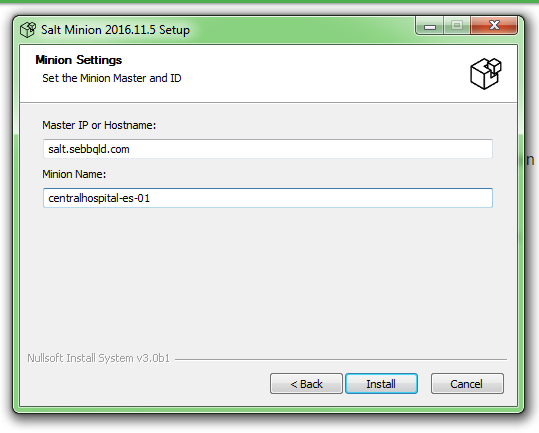 Salt Minion 2016.11.5 Setup
Minion Settings
Set the Minion Master and ID
Master IP or Hostname:
salt.sebbqld.com
n
Minion Name:
centralhospital-es-01
Nullsoft Install System v3.0b1
< Back
Install
Cancel